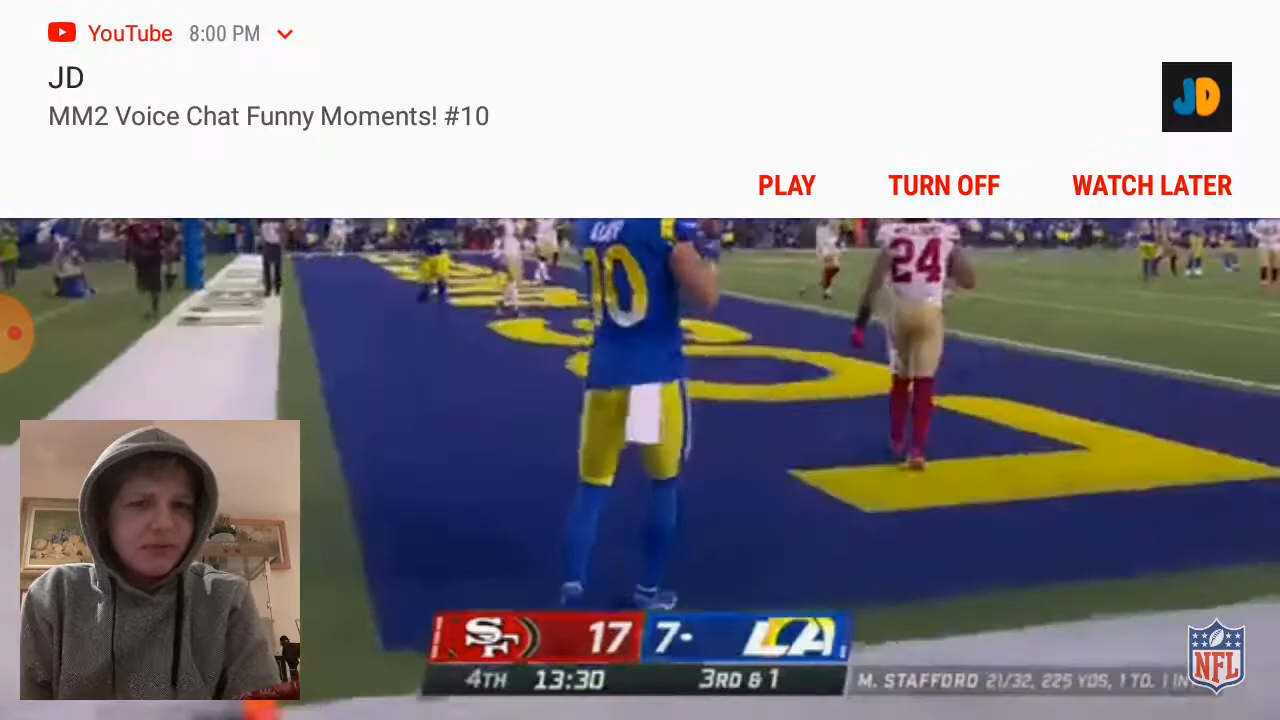 YouTube 8:00 PM
JD
MM2 Voice Chat Funny Moments! #10
JD
PLAY TURN OFF WATCH LATER
10
24
SF 17 7- LA
4TH 13:30 3RD & 1
M. STAFFORD 21/32, 225 YDS, 1 TD, 1 IN
NFL